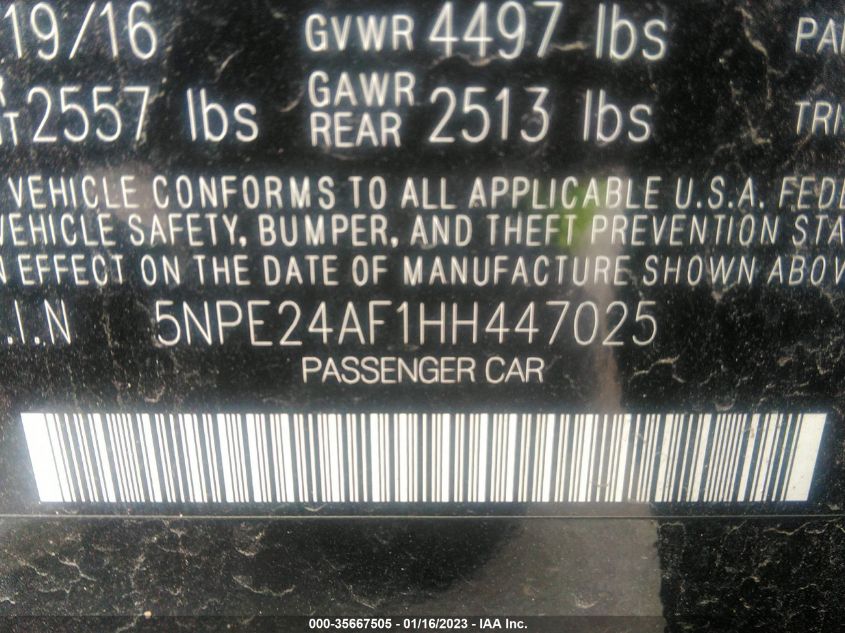 19/16 GVWR 4497 lbs
2557 lbs GAWR REAR 2513 lbs
VEHICLE CONFORMS TO ALL APPLICABLE U.S.A.
VEHICLE SAFETY, BUMPER, AND THEFT PREVENTION
EFFECT ON THE DATE OF MANUFACTURE SHOWN ABOV
.I.N 5NPE24AF1HH447025
PASSENGER CAR
000-35667505 - 01/16/2023 - IAA Inc.